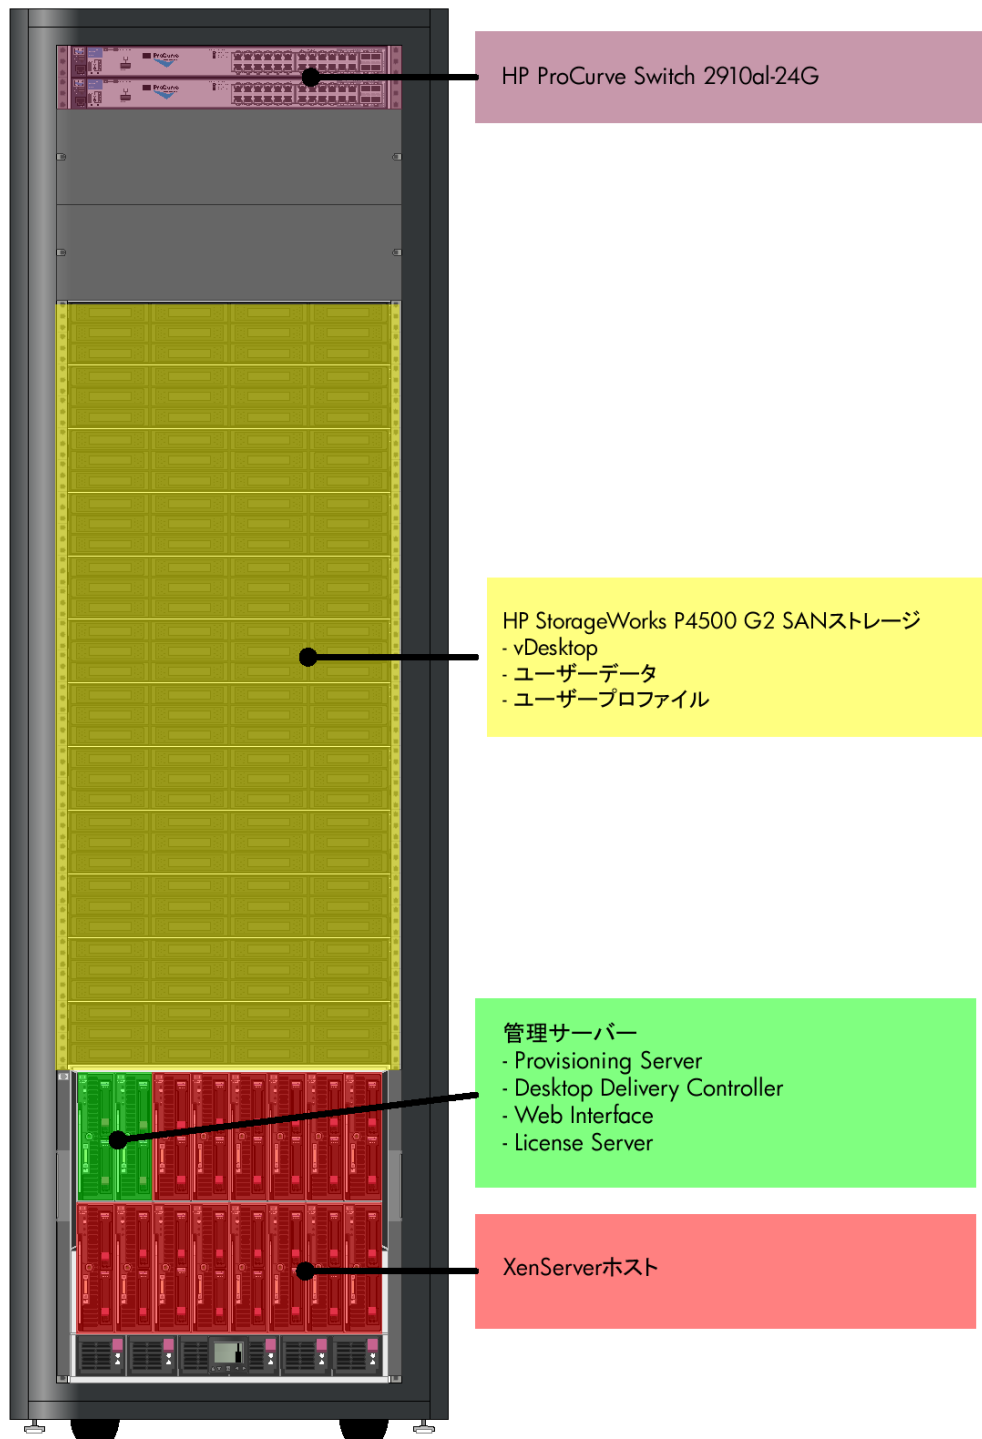 ProCurve
ProCurve
HP ProCurve Switch 2910al-24G
HP StorageWorks P4500 G2 SANストレージ
- vDesktop
- ユーザーデータ
- ユーザープロファイル
管理サーバー
- Provisioning Server
- Desktop Delivery Controller
- Web Interface
- License Server
XenServerホスト